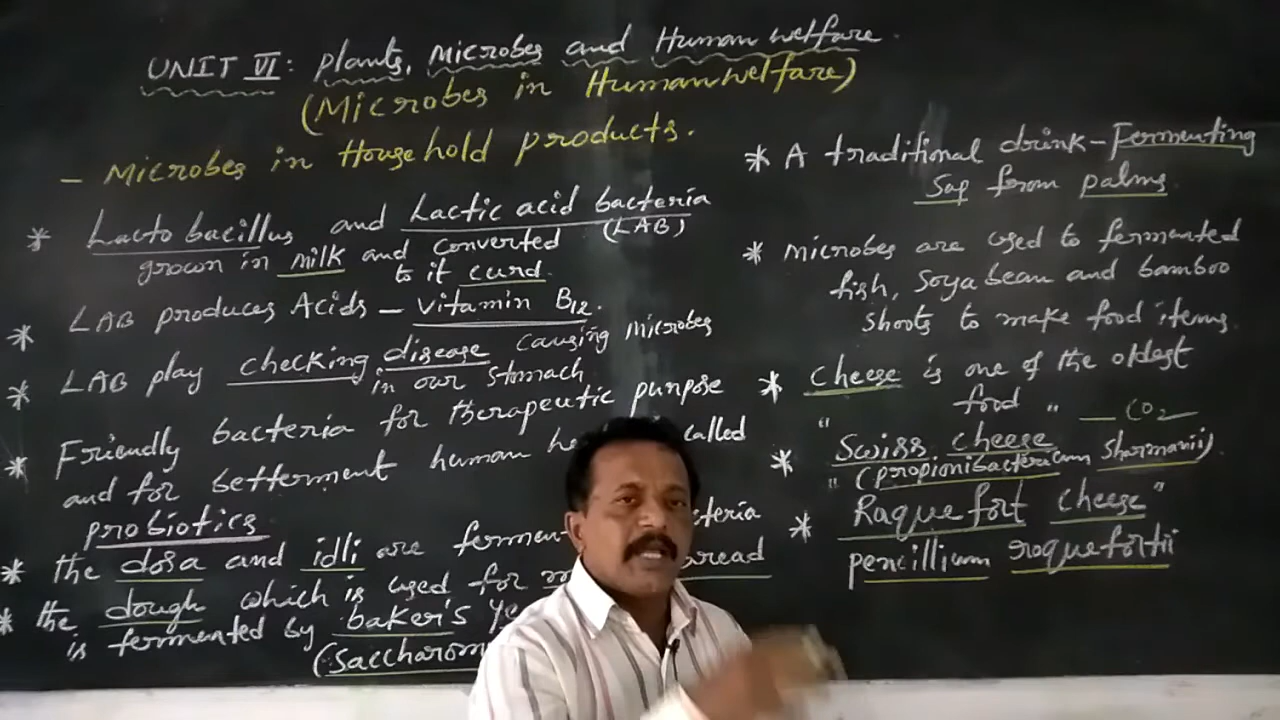 UNIT VI: Plants, Microbes and Human welfare.
(Microbes in Human welfare)
- Microbes in Household products.
* Lacto bacillus and Lactic acid bacteria
(LAB)
grown in milk and converted
to it curd.
* LAB produces Acids - vitamin B12.
* LAB play checking disease causing microbes
in our stomach
* Friendly bacteria for therapeutic purpose
and for betterment human called
probiotics
* the dosa and idli are
* the dough which is used for
is fermented by baker's
* A traditional drink - Fermenting
Sap from palms.
* Microbes are used to fermented
fish, Soyabean and bamboo
shoots to make food items.
* Cheese is one of the oldest
food " — CO2
* "Swiss cheese
" (propionibacterium sharmanii)
* Raquefort cheese"
pencillium roquefortii